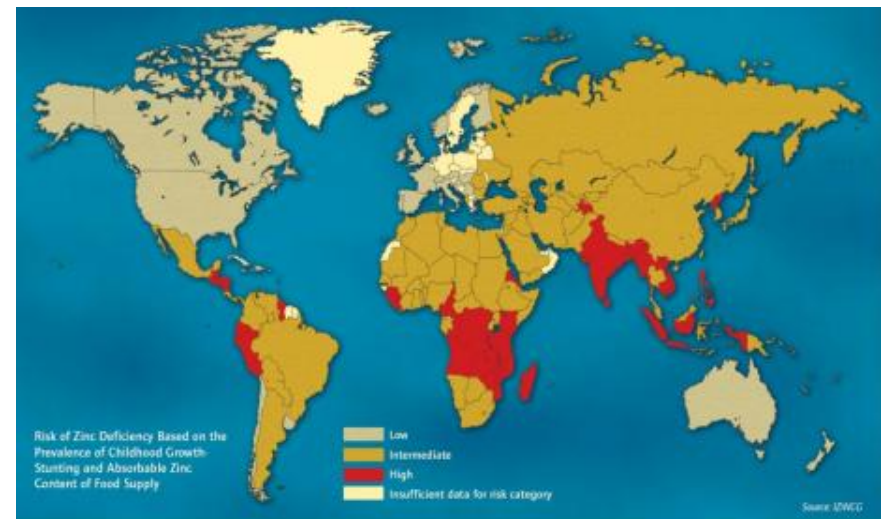 Risk of Zinc Deficiency Based on the
Prevalence of Childhood Growth-
Stunting and Absorbable Zinc
Content of Food Supply
Low
Intermediate
High
Insufficient data for risk category
Source: IZiNCG